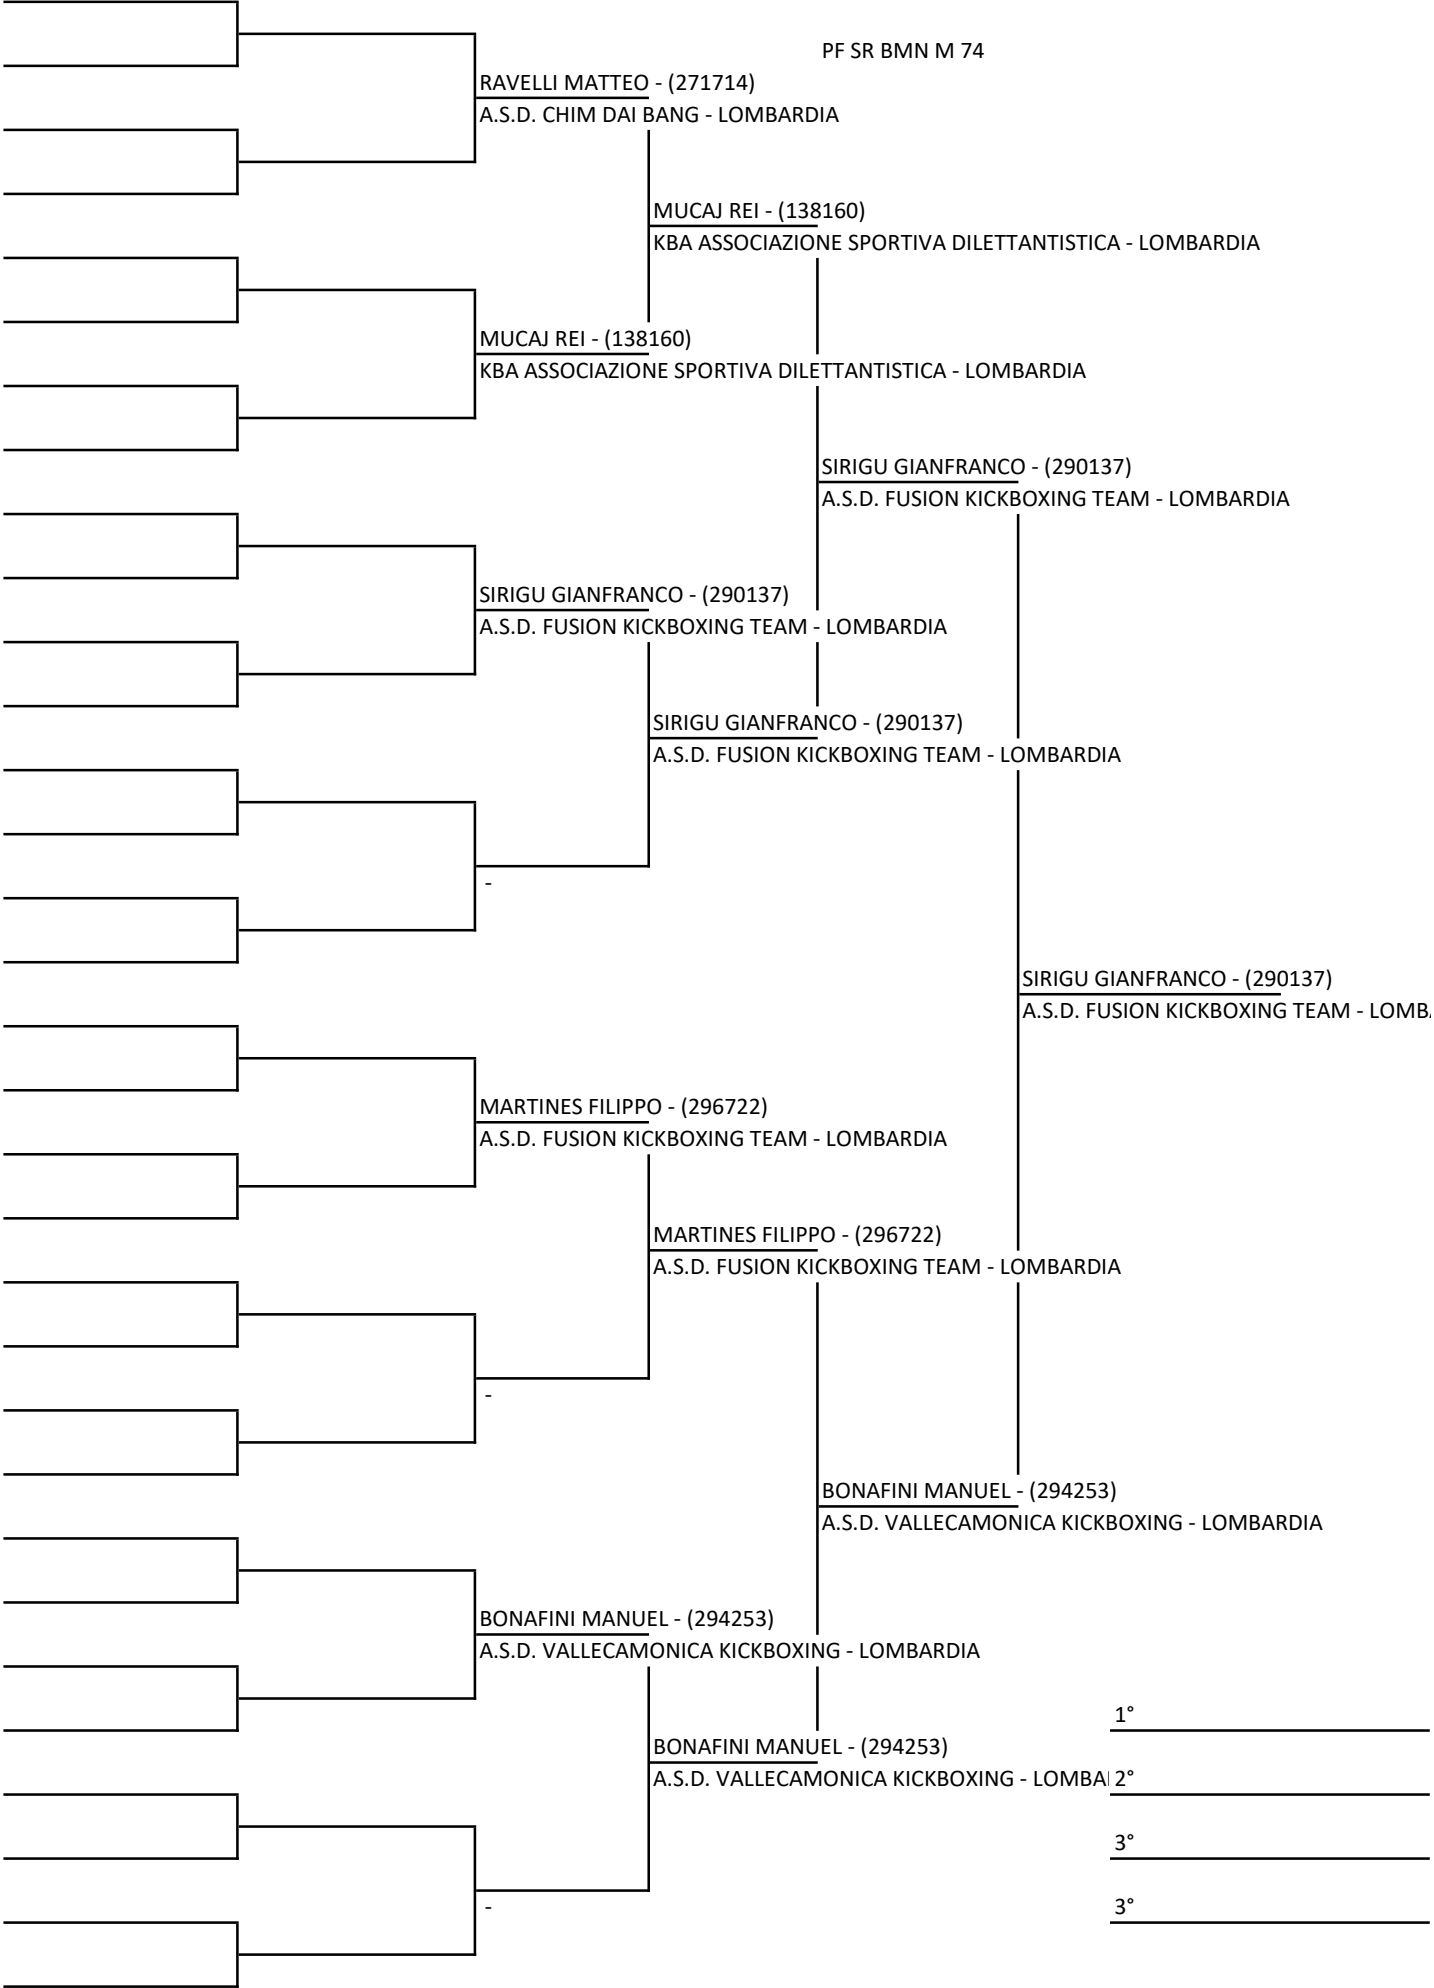 PF SR BMN M 74
RAVELLI MATTEO - (271714)
A.S.D. CHIM DAI BANG - LOMBARDIA
MUCAJ REI - (138160)
KBA ASSOCIAZIONE SPORTIVA DILETTANTISTICA - LOMBARDIA
MUCAJ REI - (138160)
KBA ASSOCIAZIONE SPORTIVA DILETTANTISTICA - LOMBARDIA
SIRIGU GIANFRANCO - (290137)
A.S.D. FUSION KICKBOXING TEAM - LOMBARDIA
SIRIGU GIANFRANCO - (290137)
A.S.D. FUSION KICKBOXING TEAM - LOMBARDIA
SIRIGU GIANFRANCO - (290137)
A.S.D. FUSION KICKBOXING TEAM - LOMBARDIA
-
SIRIGU GIANFRANCO - (290137)
A.S.D. FUSION KICKBOXING TEAM - LOMB
MARTINES FILIPPO - (296722)
A.S.D. FUSION KICKBOXING TEAM - LOMBARDIA
MARTINES FILIPPO - (296722)
A.S.D. FUSION KICKBOXING TEAM - LOMBARDIA
-
BONAFINI MANUEL - (294253)
A.S.D. VALLECAMONICA KICKBOXING - LOMBARDIA
BONAFINI MANUEL - (294253)
A.S.D. VALLECAMONICA KICKBOXING - LOMBARDIA
1°
BONAFINI MANUEL - (294253)
A.S.D. VALLECAMONICA KICKBOXING - LOMBA
2°
3°
-
3°